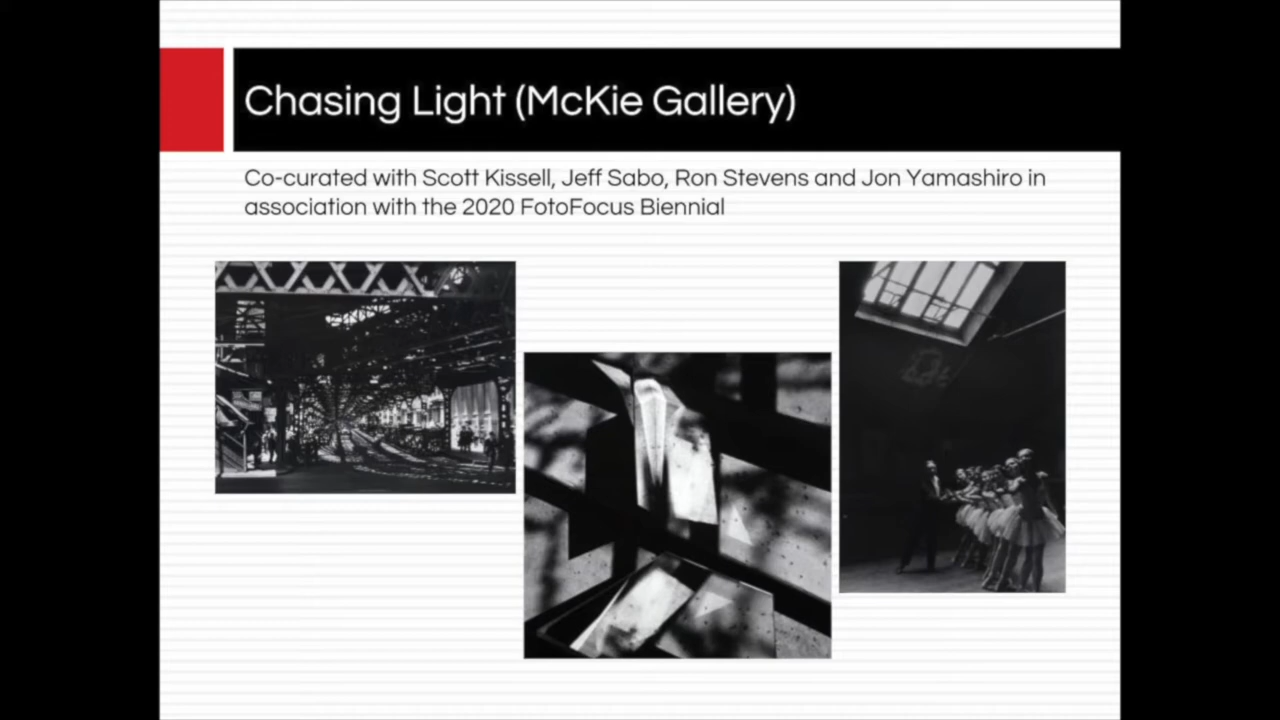 Chasing Light (McKie Gallery)
Co-curated with Scott Kissell, Jeff Sabo, Ron Stevens and Jon Yamashiro in
association with the 2020 FotoFocus Biennial